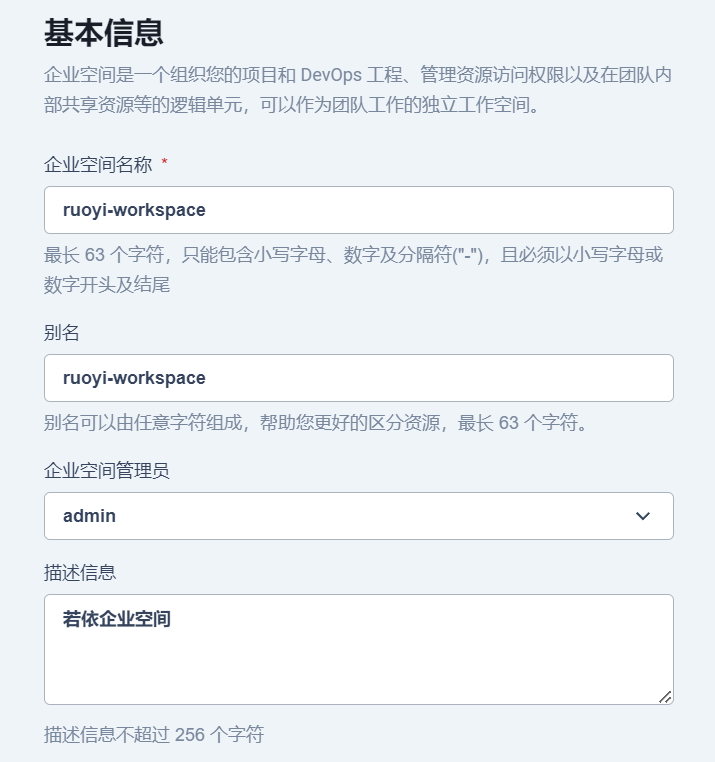 基本信息
企业空间是一个组织您的项目和 DevOps 工程、管理资源访问权限以及在团队内
部共享资源等的逻辑单元，可以作为团队工作的独立工作空间。
企业空间名称 *
ruoyi-workspace
最长 63 个字符，只能包含小写字母、数字及分隔符("-")，且必须以小写字母或
数字开头及结尾
别名
ruoyi-workspace
别名可以由任意字符组成，帮助您更好的区分资源，最长 63 个字符。
企业空间管理员
admin
描述信息
若依企业空间
描述信息不超过 256 个字符